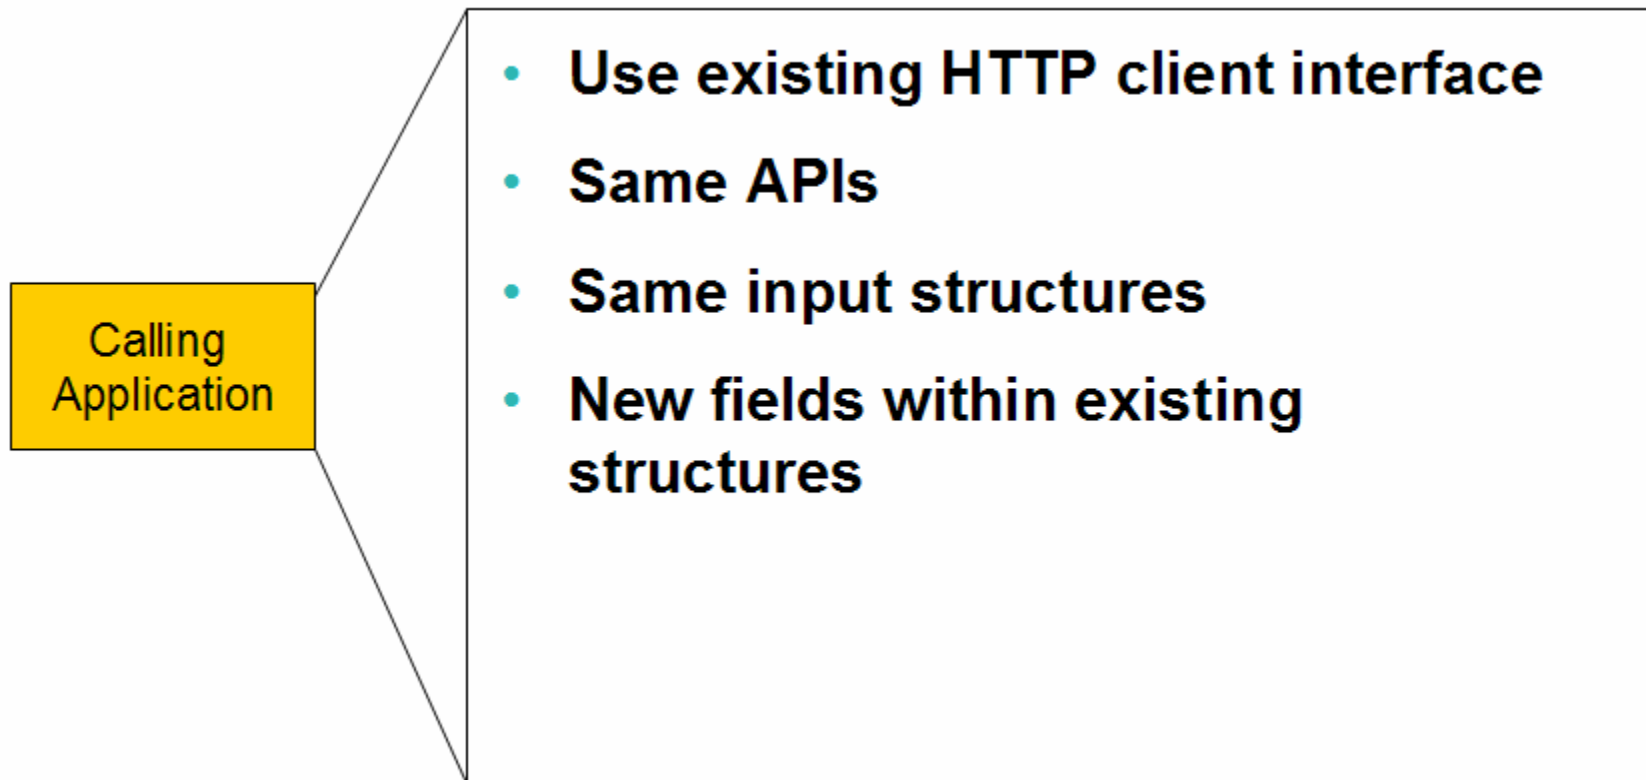 Use existing HTTP client interface
Same APIs
Same input structures
New fields within existing
structures
Calling
Application